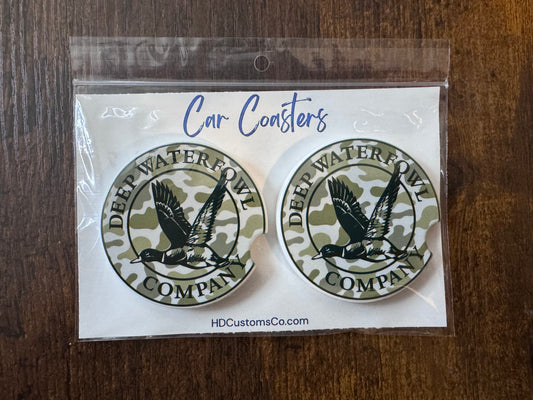 Car Coasters
DEEP WATERFOWL
COMPANY
DEEP WATERFOWL
COMPANY
HDCustomsCo.com